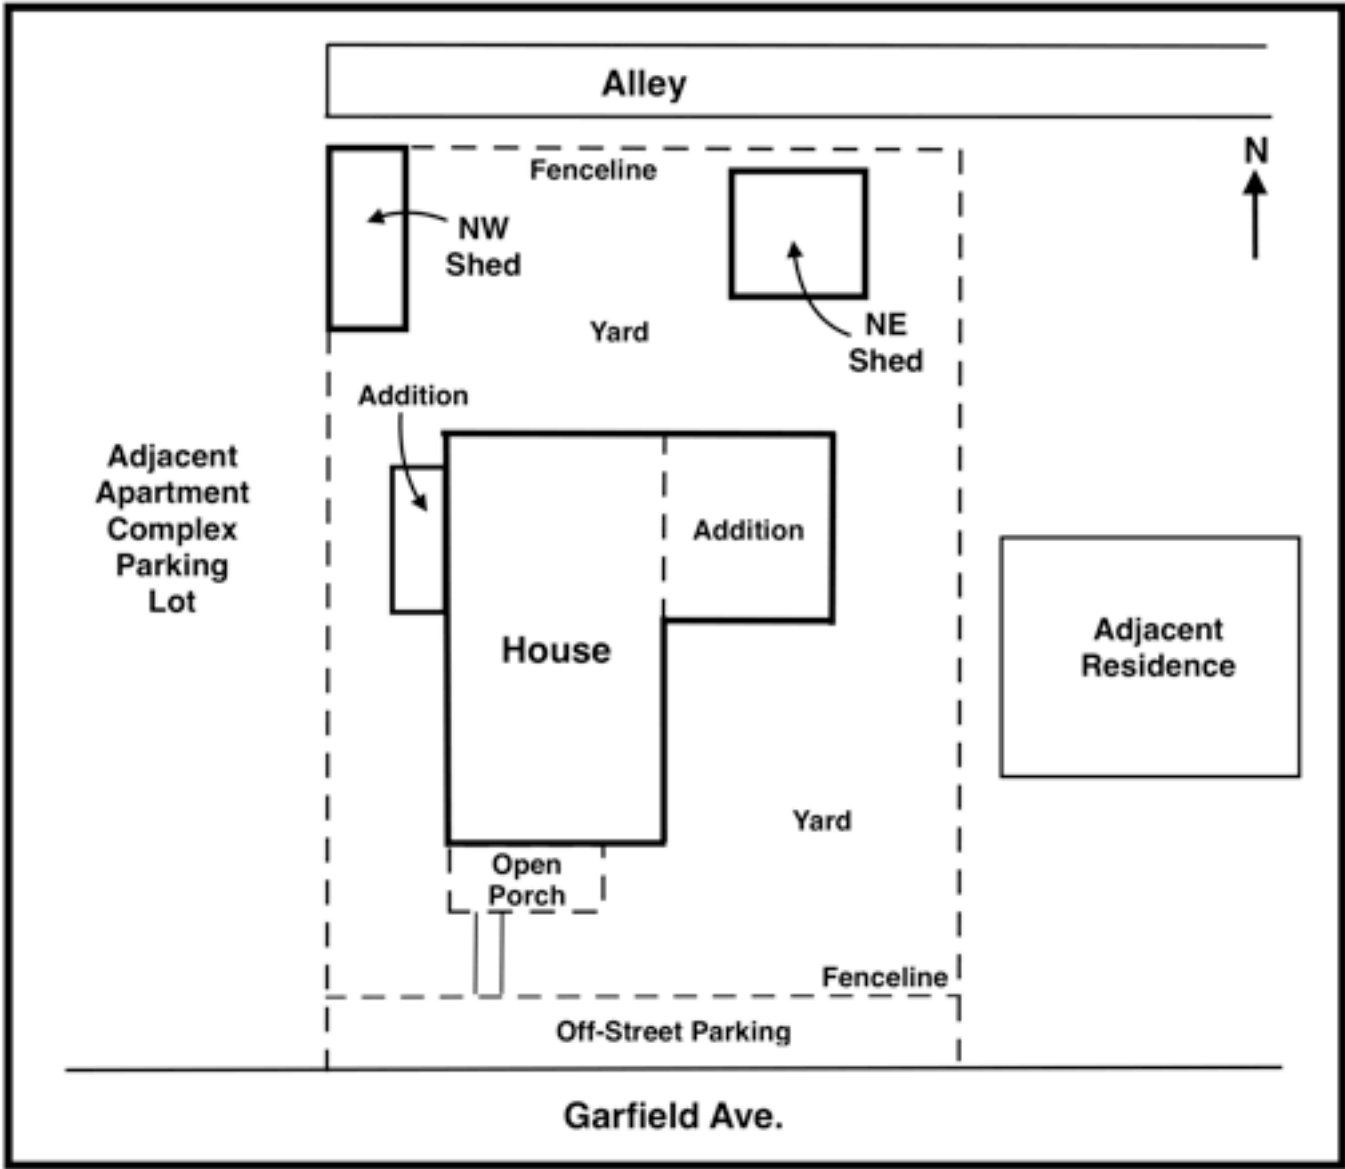 Alley
N
Fenceline
NW
Shed
NE
Shed
Yard
Addition
Adjacent
Apartment
Complex
Parking
Lot
Addition
House
Adjacent
Residence
Yard
Open
Porch
Fenceline
Off-Street Parking
Garfield Ave.